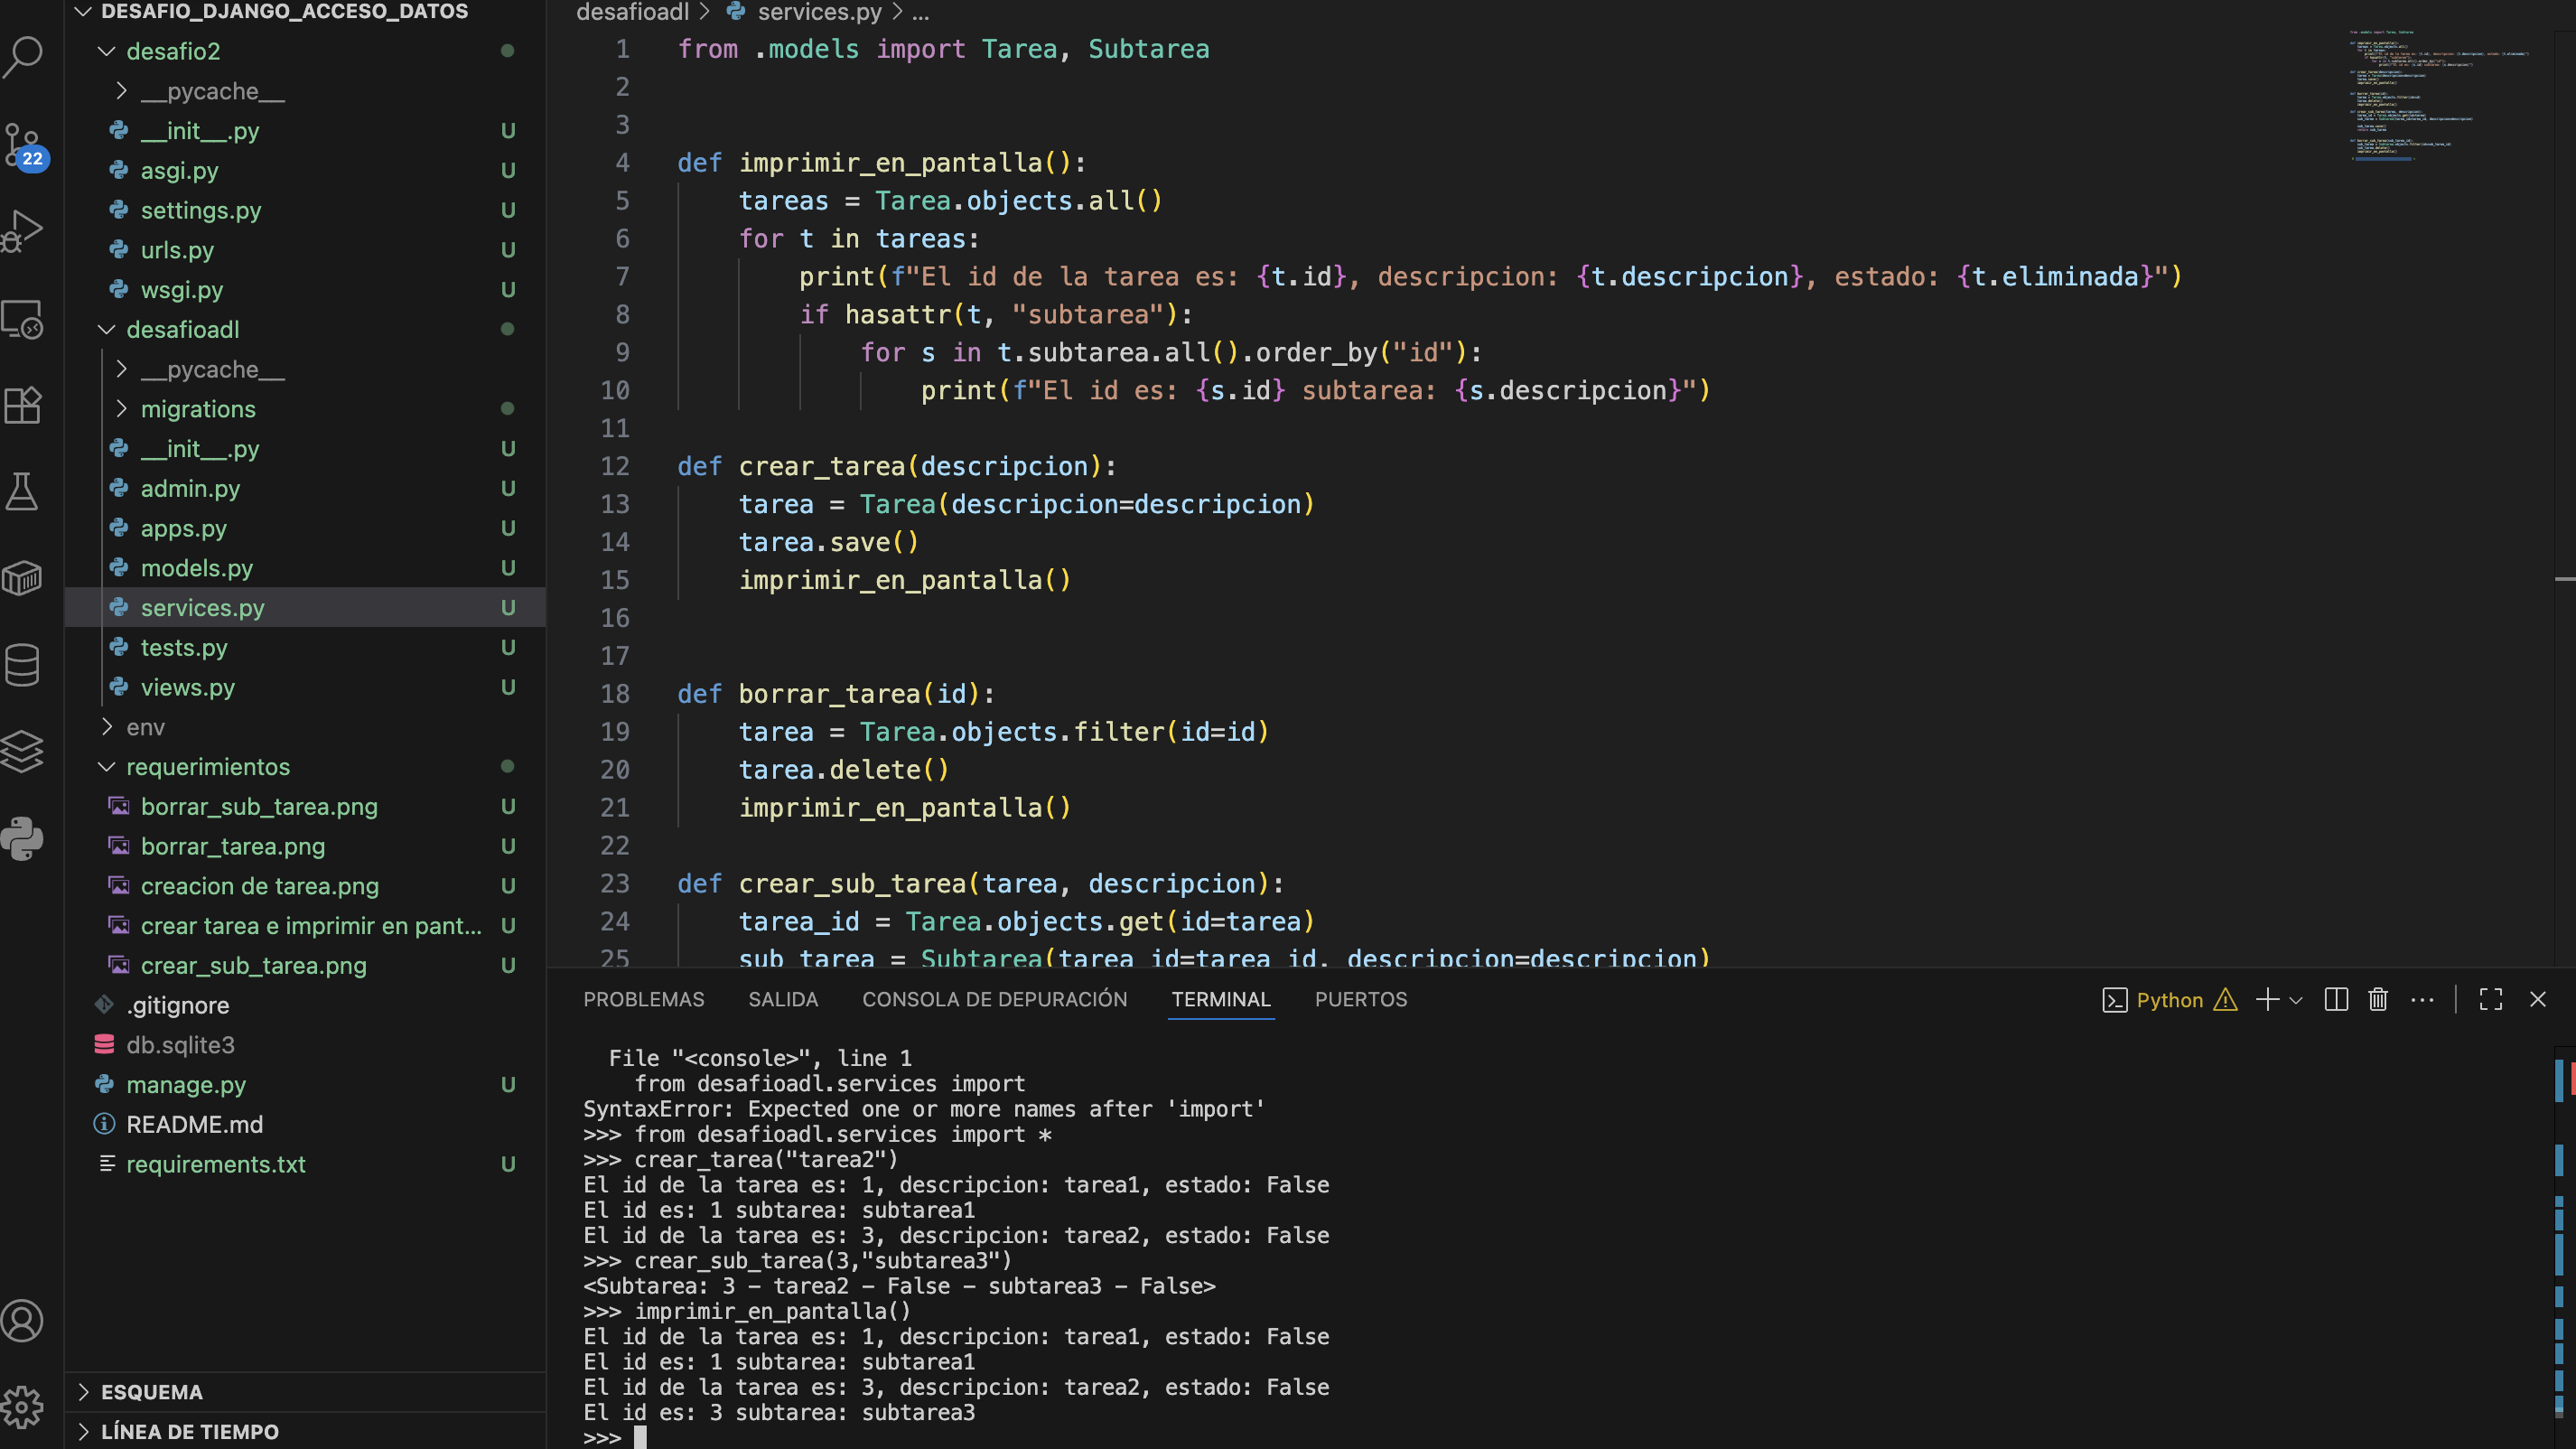 DESAFIO_DJANGO_ACCESO_DATOS
desafio2
__pycache__
__init__.py U
asgi.py U
settings.py U
urls.py U
wsgi.py U
desafioadl
__pycache__
migrations
__init__.py U
admin.py U
apps.py U
models.py U
services.py U
tests.py U
views.py U
env
requerimientos
borrar_sub_tarea.png U
borrar_tarea.png U
creacion de tarea.png U
crear tarea e imprimir en pant... U
crear_sub_tarea.png U
.gitignore
db.sqlite3
manage.py U
README.md
requirements.txt U
ESQUEMA
LÍNEA DE TIEMPO
22
desafioadl > services.py > ...
1 from .models import Tarea, Subtarea
2
3
4 def imprimir_en_pantalla():
5 tareas = Tarea.objects.all()
6 for t in tareas:
7 print(f"El id de la tarea es: {t.id}, descripcion: {t.descripcion}, estado: {t.eliminada}")
8 if hasattr(t, "subtarea"):
9 for s in t.subtarea.all().order_by("id"):
10 print(f"El id es: {s.id} subtarea: {s.descripcion}")
11
12 def crear_tarea(descripcion):
13 tarea = Tarea(descripcion=descripcion)
14 tarea.save()
15 imprimir_en_pantalla()
16
17
18 def borrar_tarea(id):
19 tarea = Tarea.objects.filter(id=id)
20 tarea.delete()
21 imprimir_en_pantalla()
22
23 def crear_sub_tarea(tarea, descripcion):
24 tarea_id = Tarea.objects.get(id=tarea)
25 sub_tarea = Subtarea(tarea_id=tarea_id, descripcion=descripcion)
PROBLEMAS SALIDA CONSOLA DE DEPURACIÓN TERMINAL PUERTOS
Python
File "<console>", line 1
from desafioadl.services import
SyntaxError: Expected one or more names after 'import'
>>> from desafioadl.services import *
>>> crear_tarea("tarea2")
El id de la tarea es: 1, descripcion: tarea1, estado: False
El id es: 1 subtarea: subtarea1
El id de la tarea es: 3, descripcion: tarea2, estado: False
>>> crear_sub_tarea(3,"subtarea3")
<Subtarea: 3 - tarea2 - False - subtarea3 - False>
>>> imprimir_en_pantalla()
El id de la tarea es: 1, descripcion: tarea1, estado: False
El id es: 1 subtarea: subtarea1
El id de la tarea es: 3, descripcion: tarea2, estado: False
El id es: 3 subtarea: subtarea3
>>>